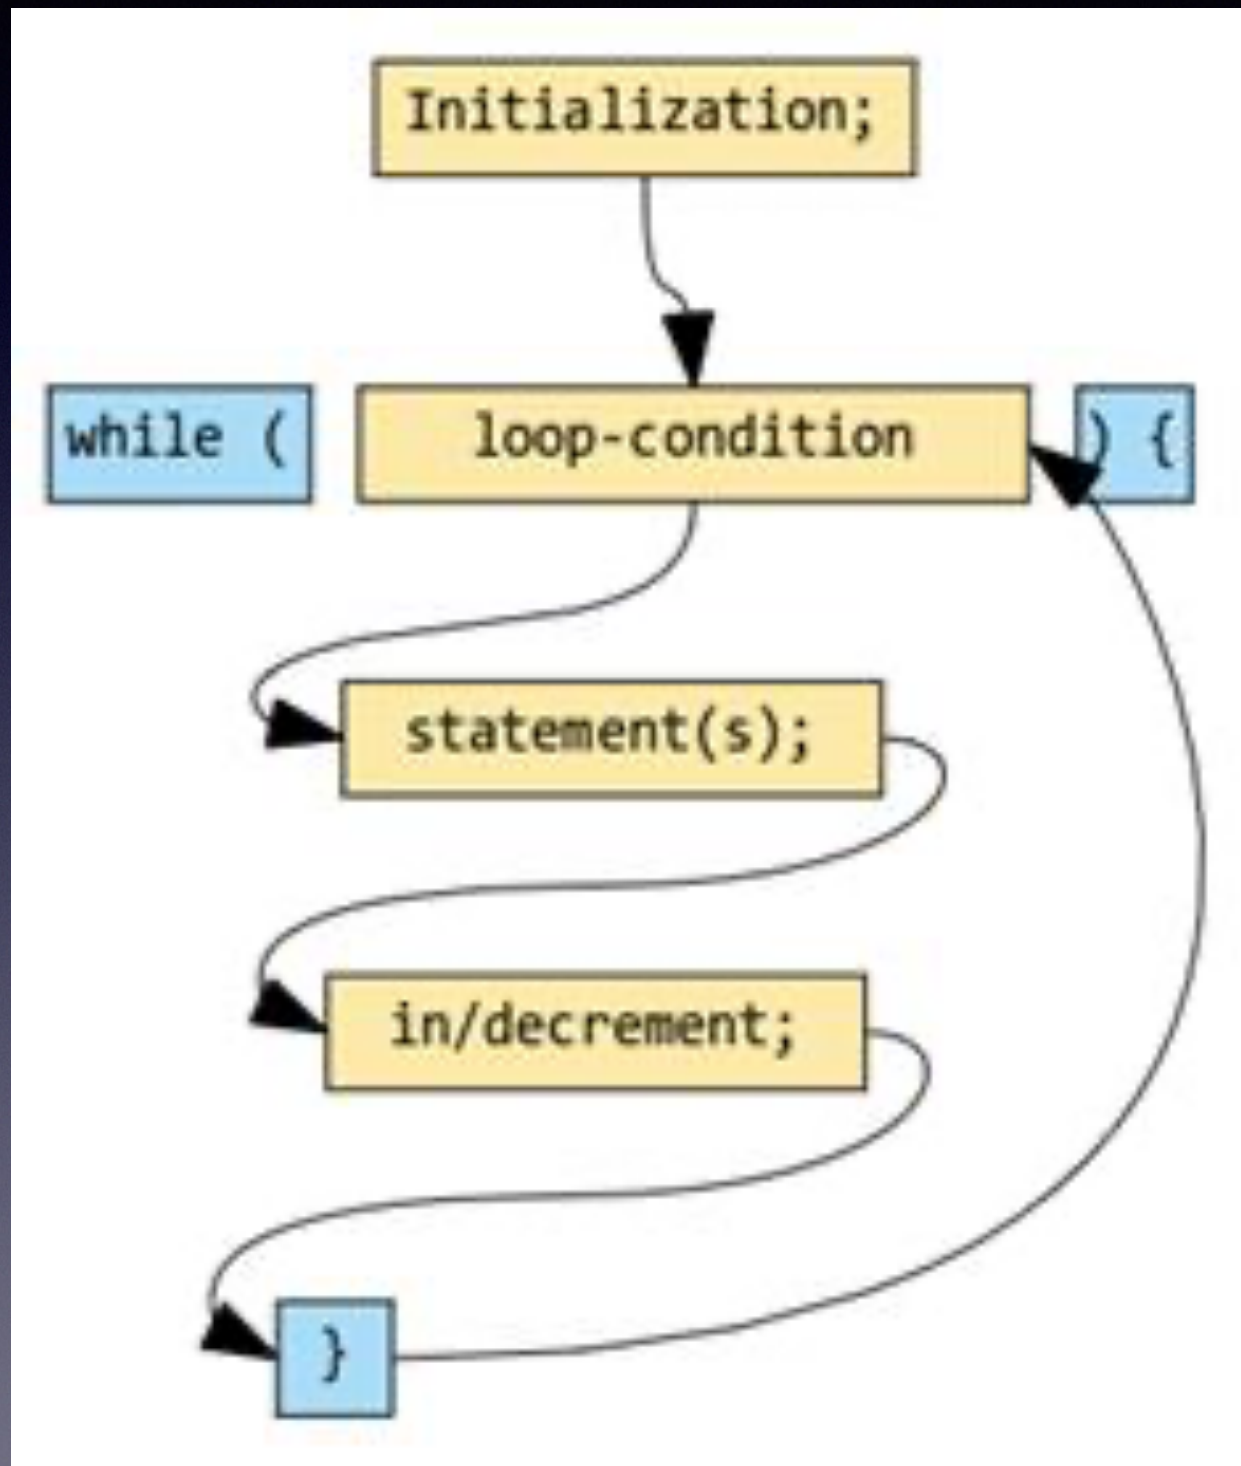 Initialization;
while ( loop-condition ) {
statement(s);
in/decrement;
}